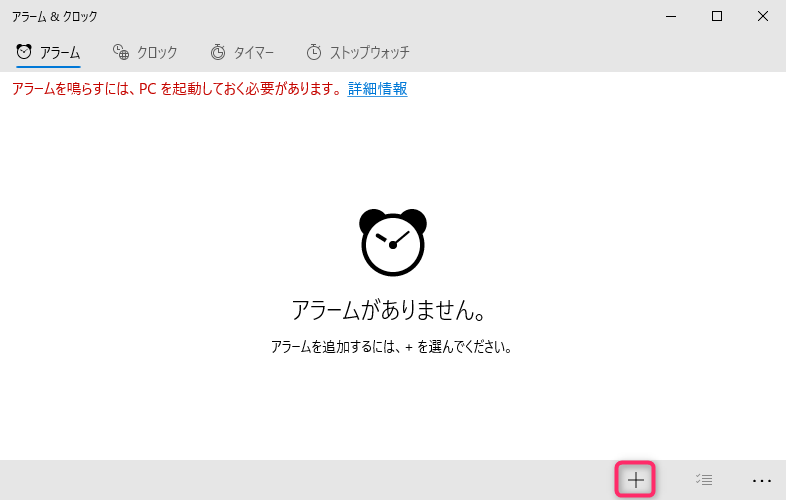 アラーム & クロック
アラーム クロック タイマー ストップウォッチ
アラームを鳴らすには、PC を起動しておく必要があります。 詳細情報
アラームがありません。
アラームを追加するには、+ を選んでください。